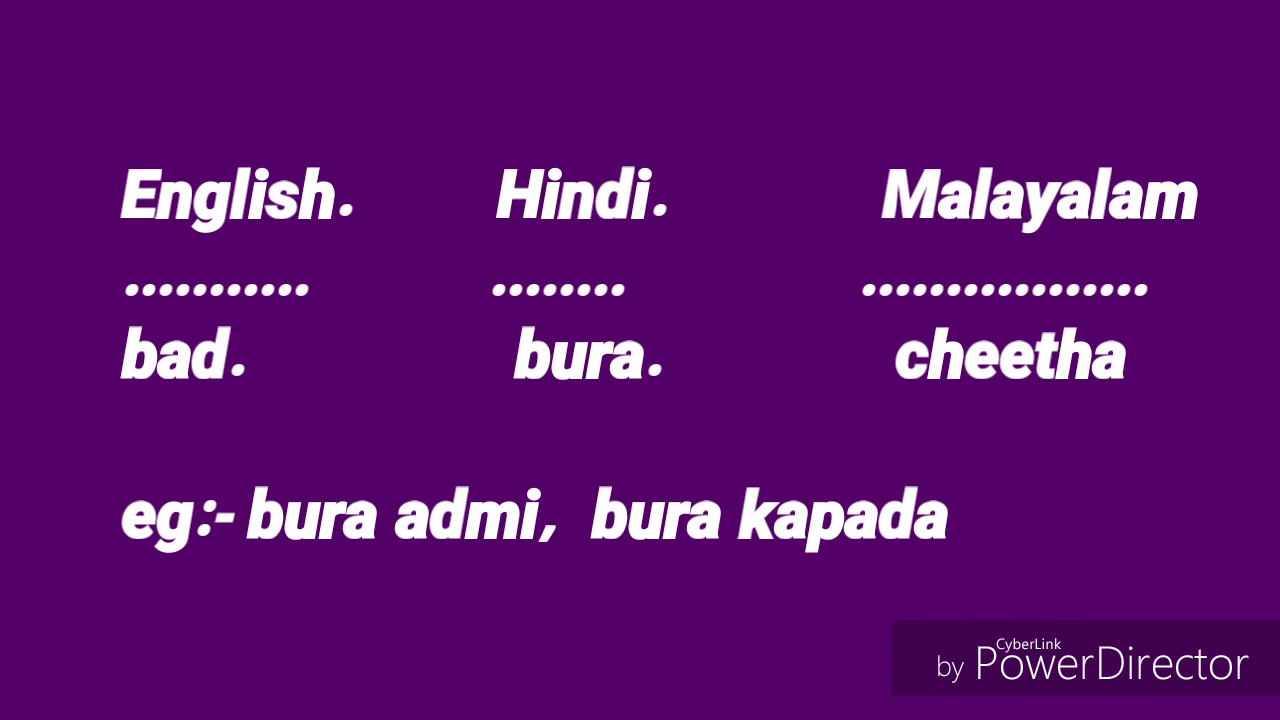 English. Hindi. Malayalam
........... ........ .................
bad. bura. cheetha
eg:- bura admi, bura kapada
CyberLink
by PowerDirector